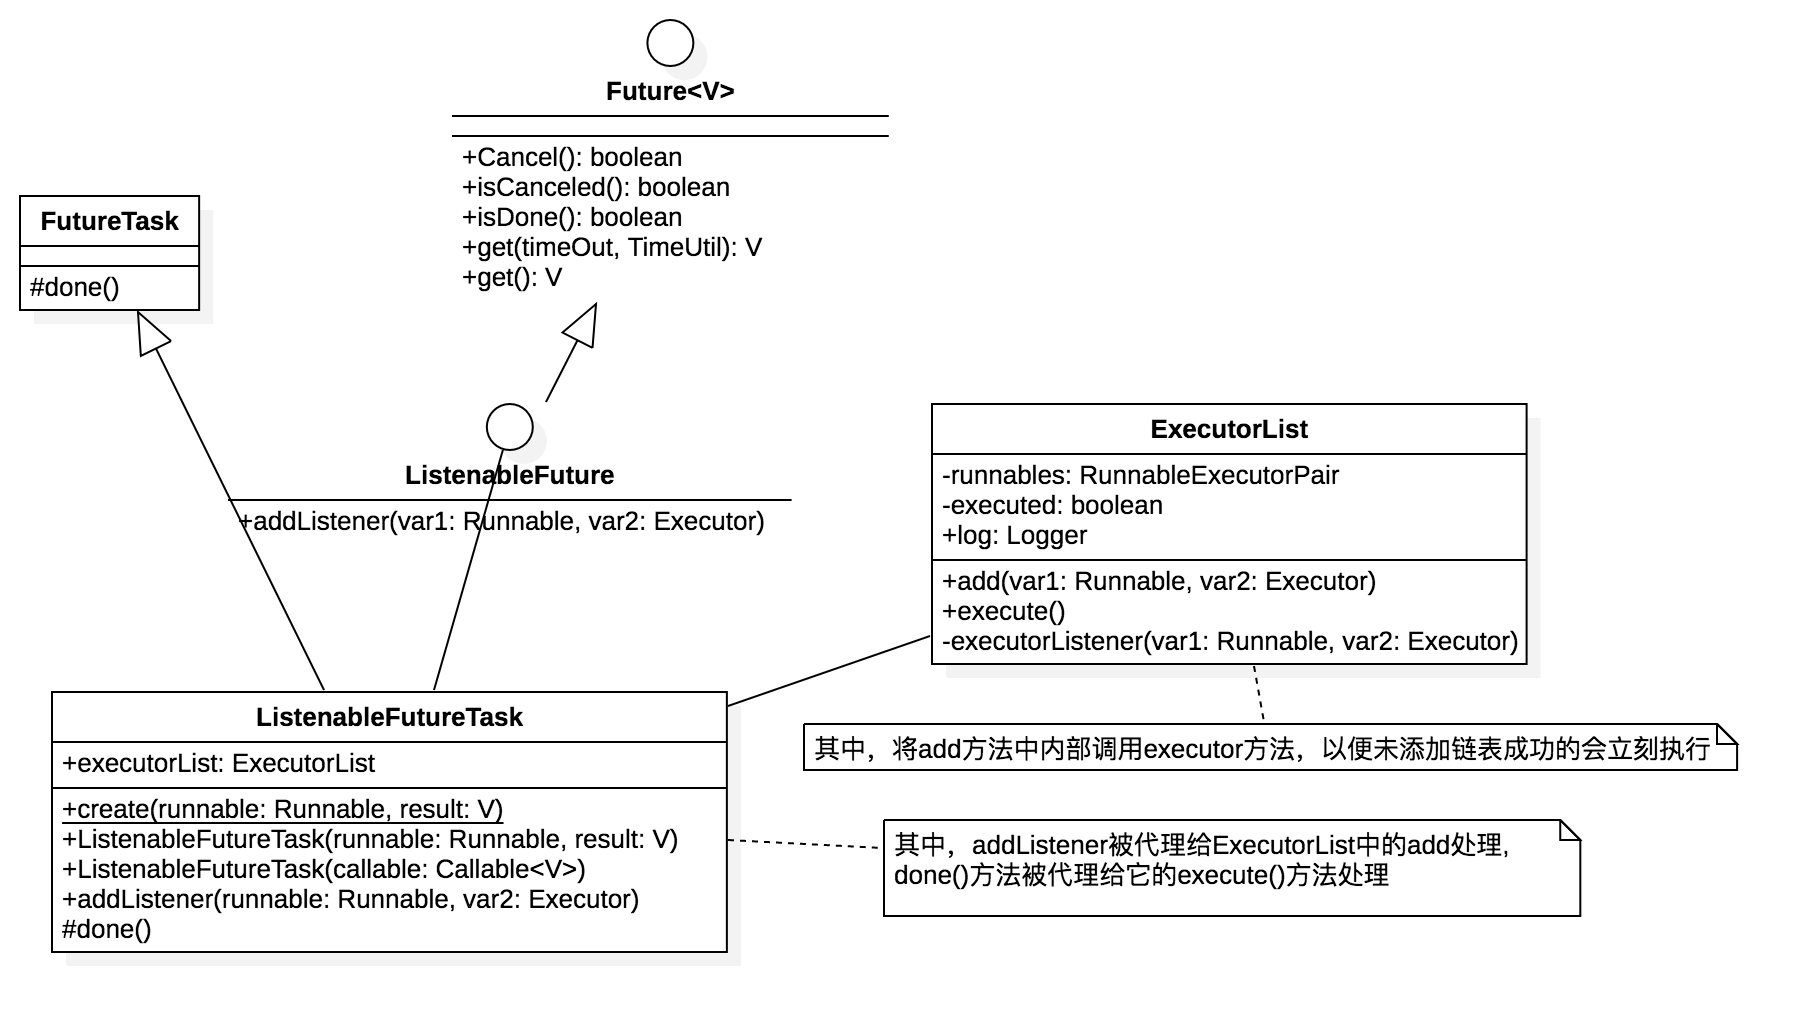 Future<V>
+Cancel(): boolean
+isCanceled(): boolean
+isDone(): boolean
+get(timeOut, TimeUtil): V
+get(): V
FutureTask
#done()
ListenableFuture
+addListener(var1: Runnable, var2: Executor)
ExecutorList
-runnables: RunnableExecutorPair
-executed: boolean
+log: Logger
+add(var1: Runnable, var2: Executor)
+execute()
-executorListener(var1: Runnable, var2: Executor)
ListenableFutureTask
+executorList: ExecutorList
+create(runnable: Runnable, result: V)
+ListenableFutureTask(runnable: Runnable, result: V)
+ListenableFutureTask(callable: Callable<V>)
+addListener(runnable: Runnable, var2: Executor)
#done()
其中，将add方法中内部调用executor方法，以便未添加链表成功的会立刻执行
其中，addListener被代理给ExecutorList中的add处理,
done()方法被代理给它的execute()方法处理